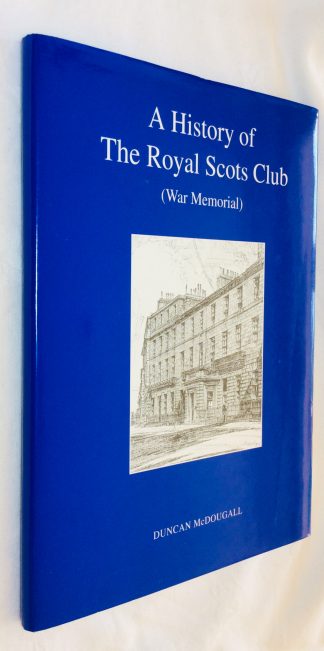 A History of
The Royal Scots Club
(War Memorial)
DUNCAN McDOUGALL